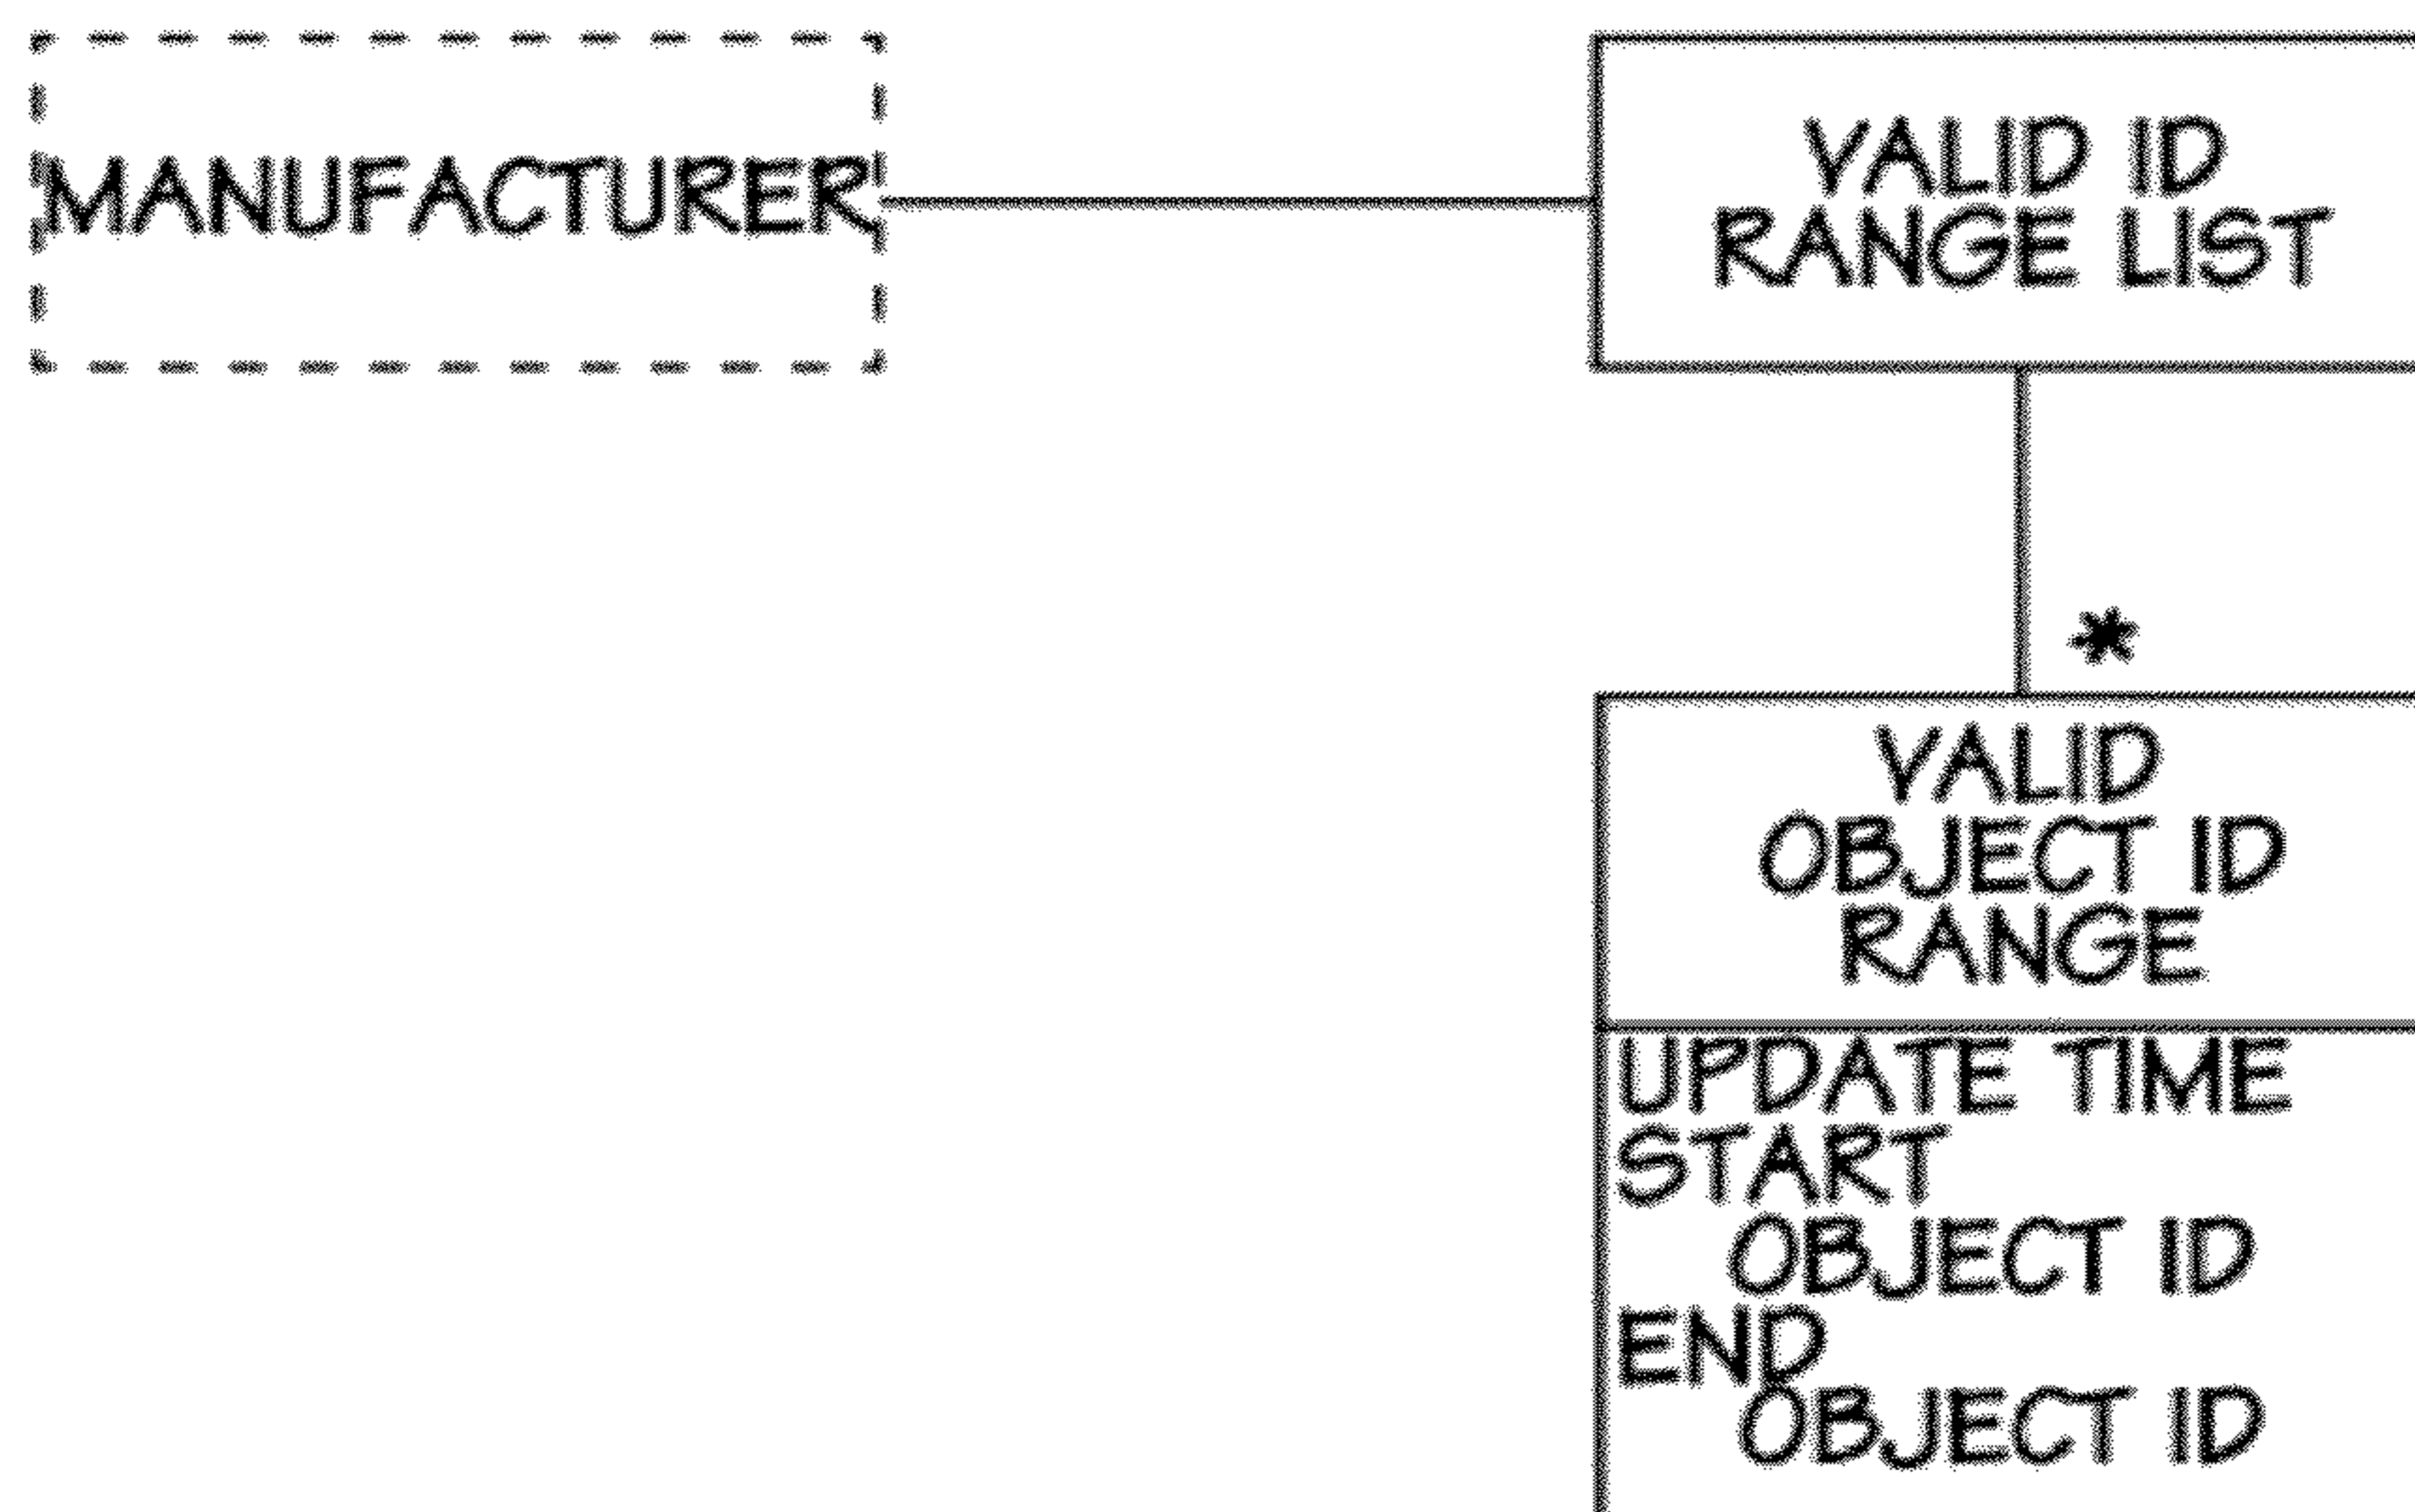 MANUFACTURER
VALID ID
RANGE LIST
*
VALID
OBJECT ID
RANGE
UPDATE TIME
START
OBJECT ID
END
OBJECT ID